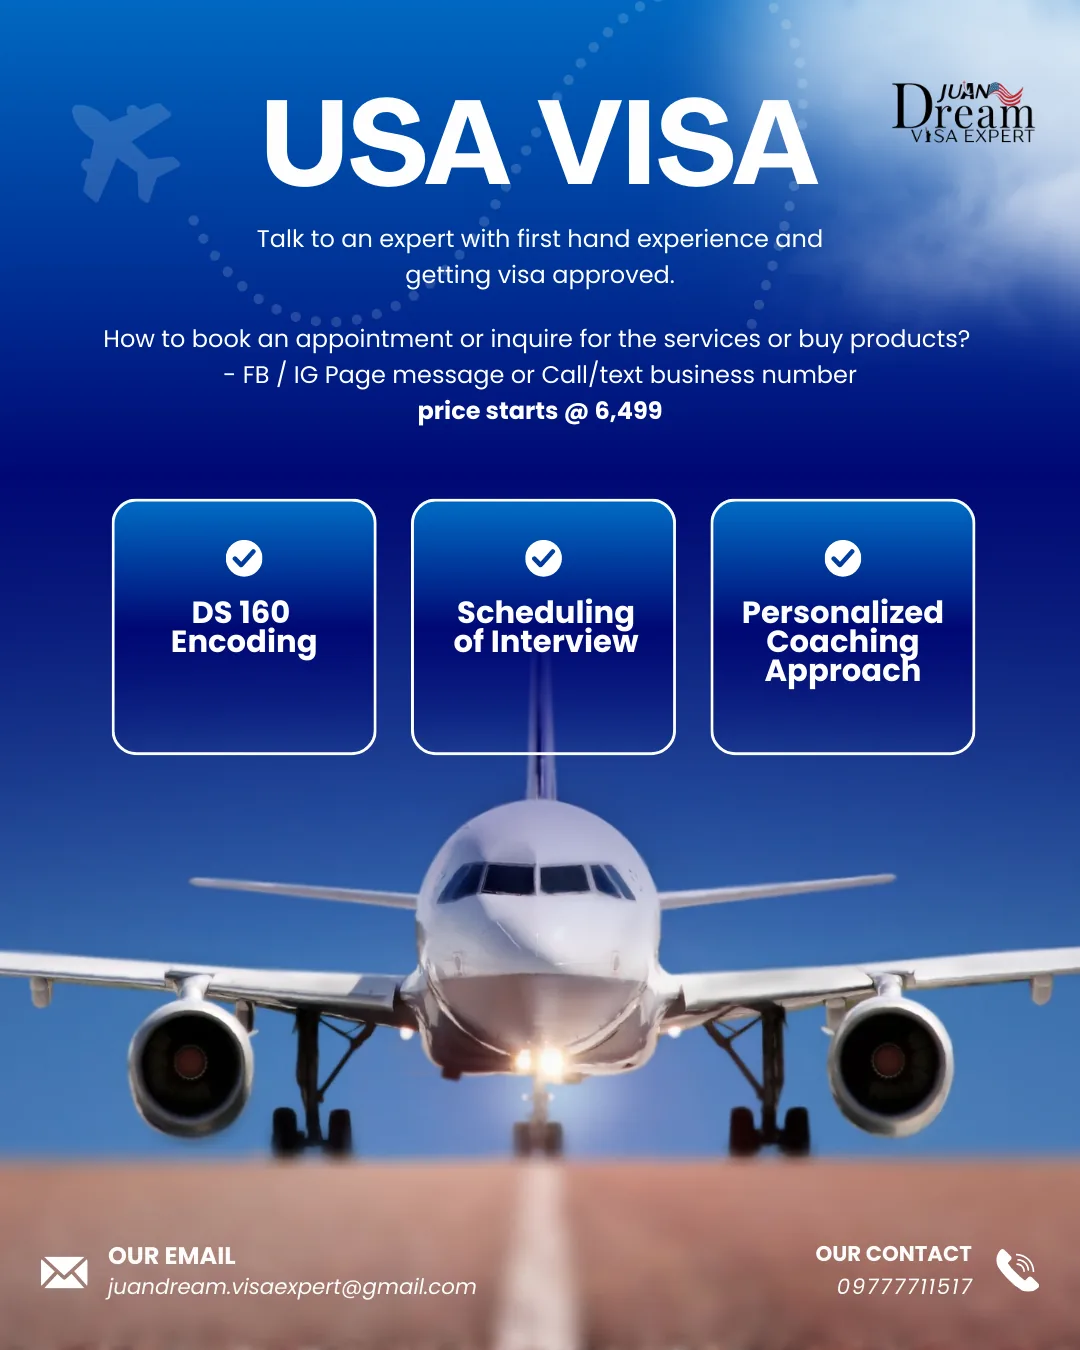 USA VISA
JUAN
Dream
VISA EXPERT
Talk to an expert with first hand experience and
getting visa approved.
How to book an appointment or inquire for the services or buy products?
- FB / IG Page message or Call/text business number
price starts @ 6,499
DS 160
Encoding
Scheduling
of Interview
Personalized
Coaching
Approach
OUR EMAIL
juandream.visaexpert@gmail.com
OUR CONTACT
09777711517